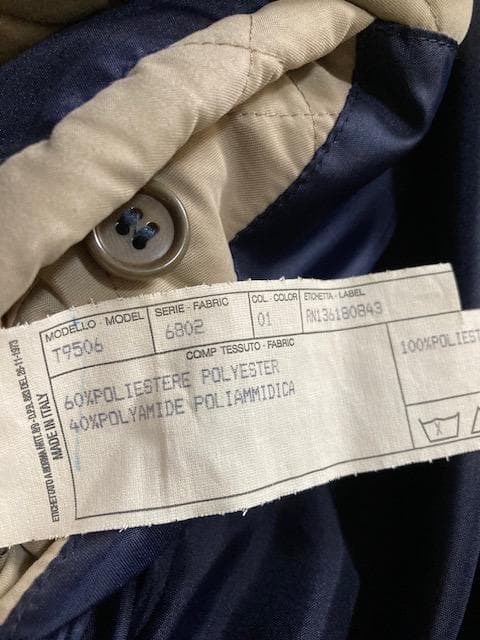 MODELLO - MODEL
T9506
SERIE - FABRIC
6802
COL - COLOR
01
ETICHETTA - LABEL
AN136180843
COMP TESSUTO - FABRIC
60%POLIESTERE POLYESTER
40%POLYAMIDE POLIAMMIDICA
100%POLIEST
MADE IN ITALY